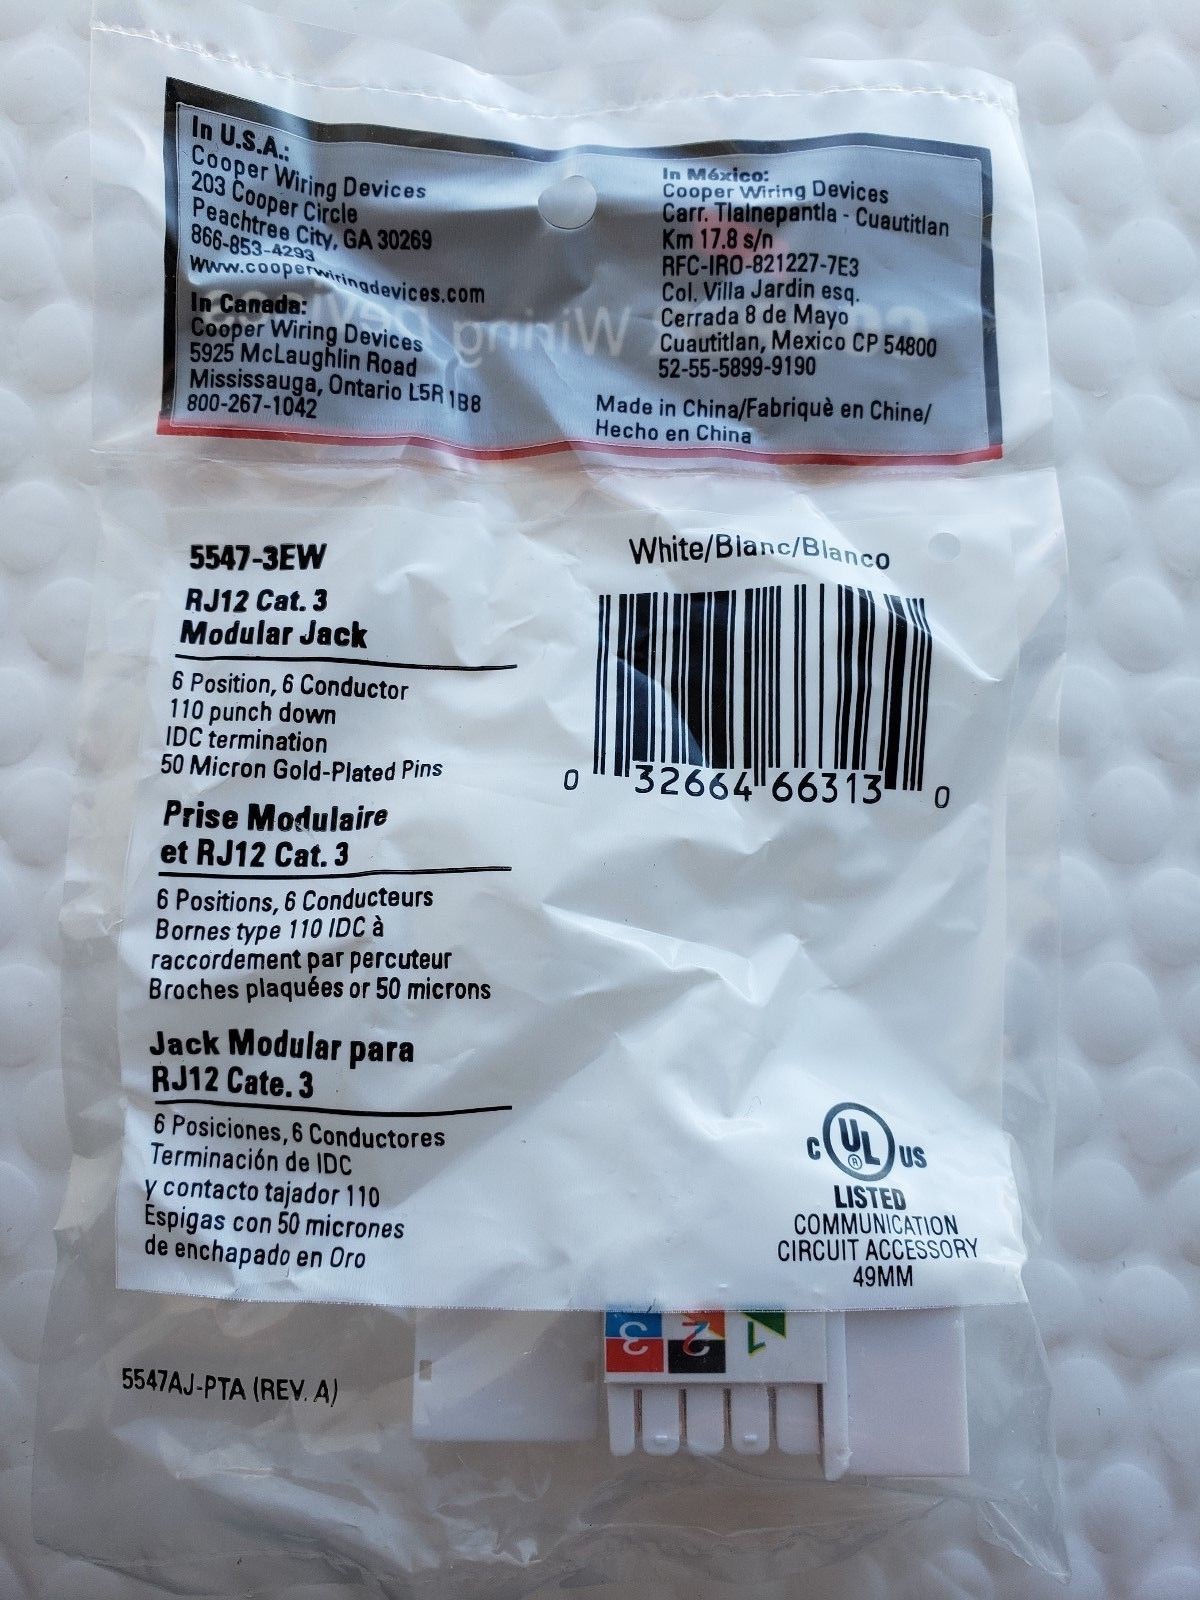 In U.S.A.:
Cooper Wiring Devices
203 Cooper Circle
Peachtree City, GA 30269
866-853-4293
www.cooperwiringdevices.com
In Canada:
Cooper Wiring Devices
5925 McLaughlin Road
Mississauga, Ontario L5R 1B8
800-267-1042
In México:
Cooper Wiring Devices
Carr. Tlalnepantla - Cuautitlan
Km 17.8 s/n
RFC-IRO-821227-7E3
Col. Villa Jardin esq.
Cerrada 8 de Mayo
Cuautitlan, Mexico CP 54800
52-55-5899-9190
Made in China/Fabriquè en Chine/
Hecho en China
5547-3EW
RJ12 Cat. 3
Modular Jack
6 Position, 6 Conductor
110 punch down
IDC termination
50 Micron Gold-Plated Pins
Prise Modulaire
et RJ12 Cat. 3
6 Positions, 6 Conducteurs
Bornes type 110 IDC à
raccordement par percuteur
Broches plaquées or 50 microns
Jack Modular para
RJ12 Cate. 3
6 Posiciones, 6 Conductores
Terminación de IDC
y contacto tajador 110
Espigas con 50 micrones
de enchapado en Oro
White/Blanc/Blanco
0 32664 66313 0
C UL ® US
LISTED
COMMUNICATION
CIRCUIT ACCESSORY
49MM
3 2 1
5547AJ-PTA (REV. A)